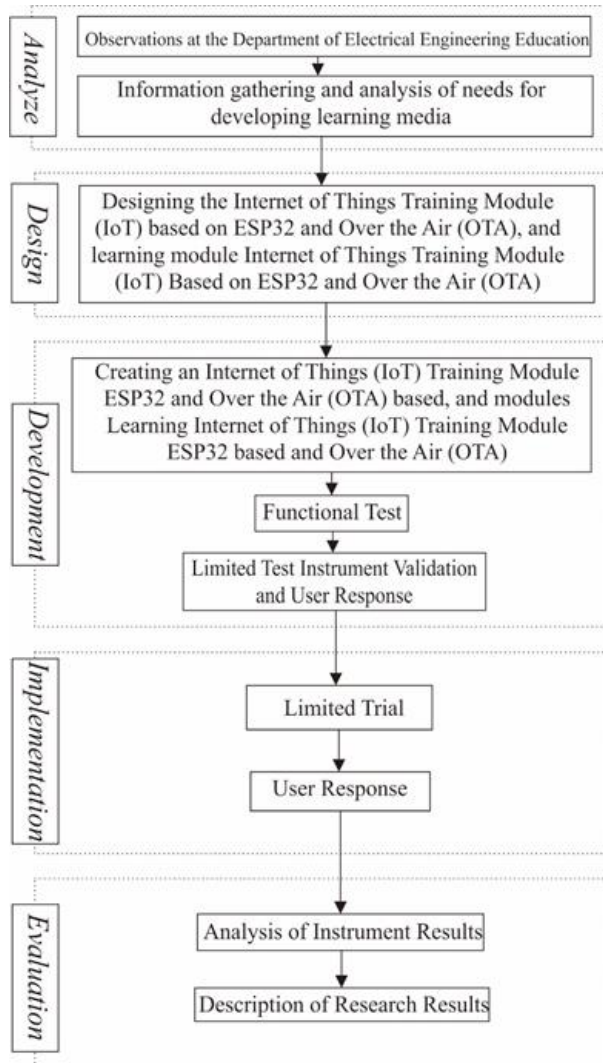 Analyze
Observations at the Department of Electrical Engineering Education
Information gathering and analysis of needs for
developing learning media
Design
Designing the Internet of Things Training Module
(IoT) based on ESP32 and Over the Air (OTA), and
learning module Internet of Things Training Module
(IoT) Based on ESP32 and Over the Air (OTA)
Development
Creating an Internet of Things (IoT) Training Module
ESP32 and Over the Air (OTA) based, and modules
Learning Internet of Things (IoT) Training Module
ESP32 based and Over the Air (OTA)
Functional Test
Limited Test Instrument Validation
and User Response
Implementation
Limited Trial
User Response
Evaluation
Analysis of Instrument Results
Description of Research Results